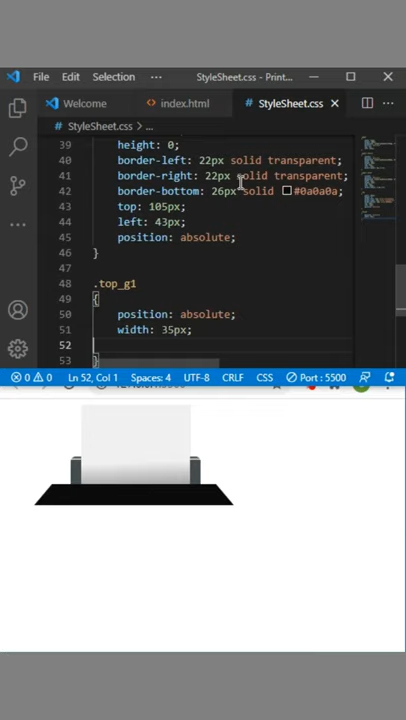 File Edit Selection ··· StyleSheet.css - Print...
Welcome index.html StyleSheet.css
StyleSheet.css > ...
39 height: 0;
40 border-left: 22px solid transparent;
41 border-right: 22px solid transparent;
42 border-bottom: 26px solid #0a0a0a;
43 top: 105px;
44 left: 43px;
45 position: absolute;
46 }
47
48 .top_g1
49 {
50 position: absolute;
51 width: 35px;
52
53 }
0 0 Ln 52, Col 1 Spaces: 4 UTF-8 CRLF CSS Port : 5500